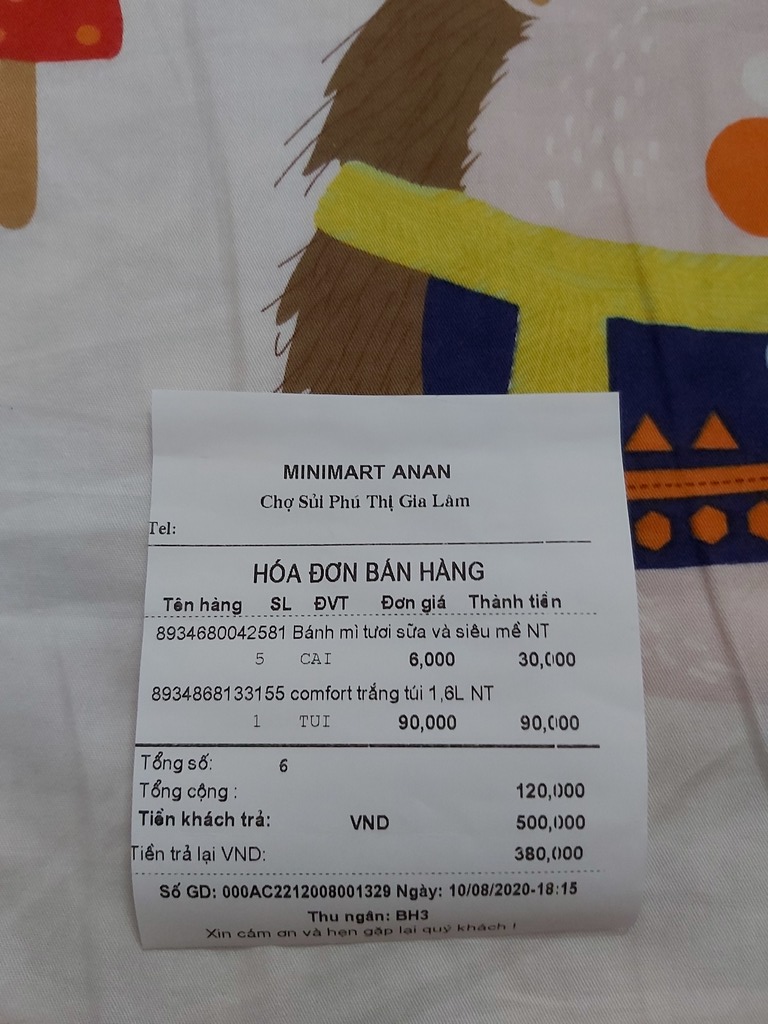 MINIMART ANAN
Chợ Sủi Phú Thị Gia Lâm
Tel:
HÓA ĐƠN BÁN HÀNG
Tên hàng SL ĐVT Đơn giá Thành tiền
8934680042581 Bánh mì tươi sữa và siêu mề NT
5 CAI 6,000 30,000
8934868133155 comfort trắng túi 1,6L NT
1 TUI 90,000 90,000
Tổng số: 6
Tổng cộng : 120,000
Tiền khách trả: VND 500,000
Tiền trả lại VND: 380,000
Số GD: 000AC2212008001329 Ngày: 10/08/2020-18:15
Thu ngân: BH3
Xin cảm ơn và hẹn gặp lại quý khách !